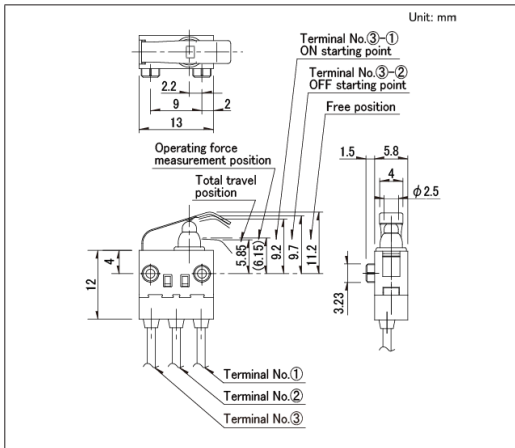 Unit: mm
Terminal No.③-①
ON starting point
Terminal No.③-②
OFF starting point
Free position
2.2
9
2
13
Operating force
measurement position
Total travel
position
1.5
5.8
4
φ2.5
4
12
5.85
(6.15)
9.2
9.7
11.2
3.23
Terminal No.①
Terminal No.②
Terminal No.③